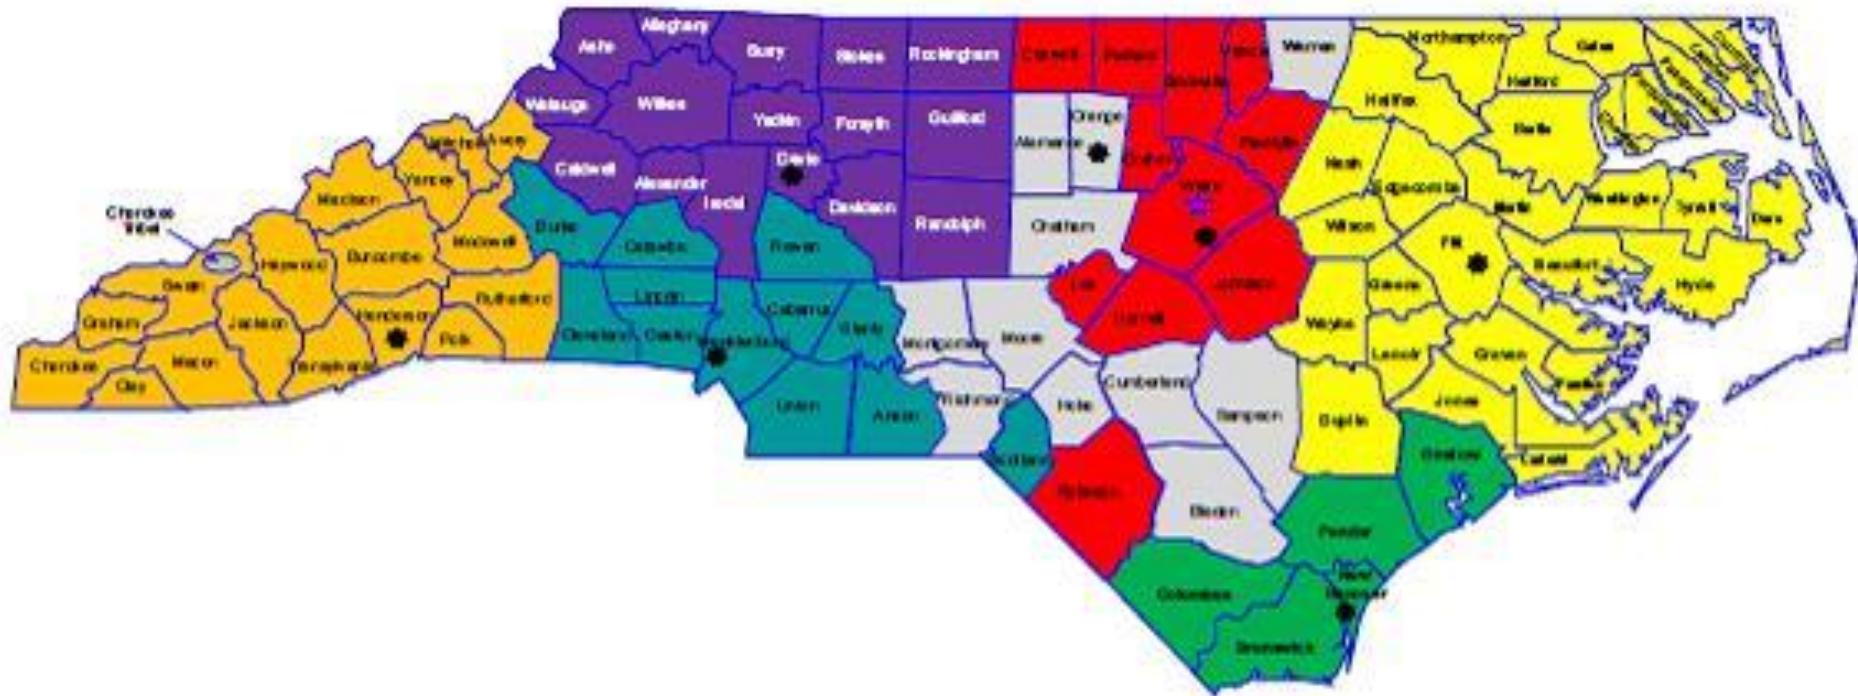 Alleghany
Ashe
Surry
Stokes
Rockingham
Caswell
Person
Granville
Vance
Warren
Northampton
Gates
Hertford
Halifax
Watauga
Wilkes
Yadkin
Forsyth
Guilford
Alamance
Orange
Durham
Franklin
Nash
Bertie
Mitchell
Avery
Yancey
Madison
Caldwell
Alexander
Iredell
Davie
Davidson
Randolph
Chatham
Wake
Wilson
Edgecombe
Martin
Washington
Tyrrell
Dare
Cherokee
Tribal
Swain
Haywood
Buncombe
McDowell
Burke
Catawba
Rowan
Lee
Johnston
Pitt
Beaufort
Hyde
Graham
Jackson
Henderson
Rutherford
Polk
Lincoln
Cleveland
Gaston
Mecklenburg
Cabarrus
Stanly
Montgomery
Moore
Harnett
Wayne
Greene
Lenoir
Craven
Pamlico
Cherokee
Clay
Macon
Transylvania
Union
Anson
Richmond
Hoke
Cumberland
Sampson
Duplin
Jones
Carteret
Onslow
Scotland
Robeson
Bladen
Pender
New
Hanover
Columbus
Brunswick